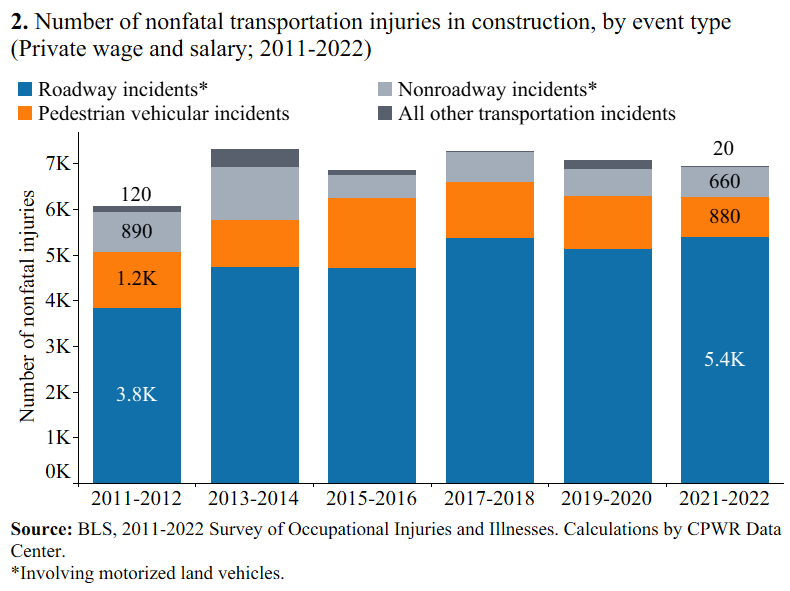 2. Number of nonfatal transportation injuries in construction, by event type
(Private wage and salary; 2011-2022)
Roadway incidents*
Nonroadway incidents*
Pedestrian vehicular incidents
All other transportation incidents
Number of nonfatal injuries
7K
6K
5K
4K
3K
2K
1K
0K
120
890
1.2K
3.8K
20
660
880
5.4K
2011-2012 2013-2014 2015-2016 2017-2018 2019-2020 2021-2022
Source: BLS, 2011-2022 Survey of Occupational Injuries and Illnesses. Calculations by CPWR Data
Center.
*Involving motorized land vehicles.